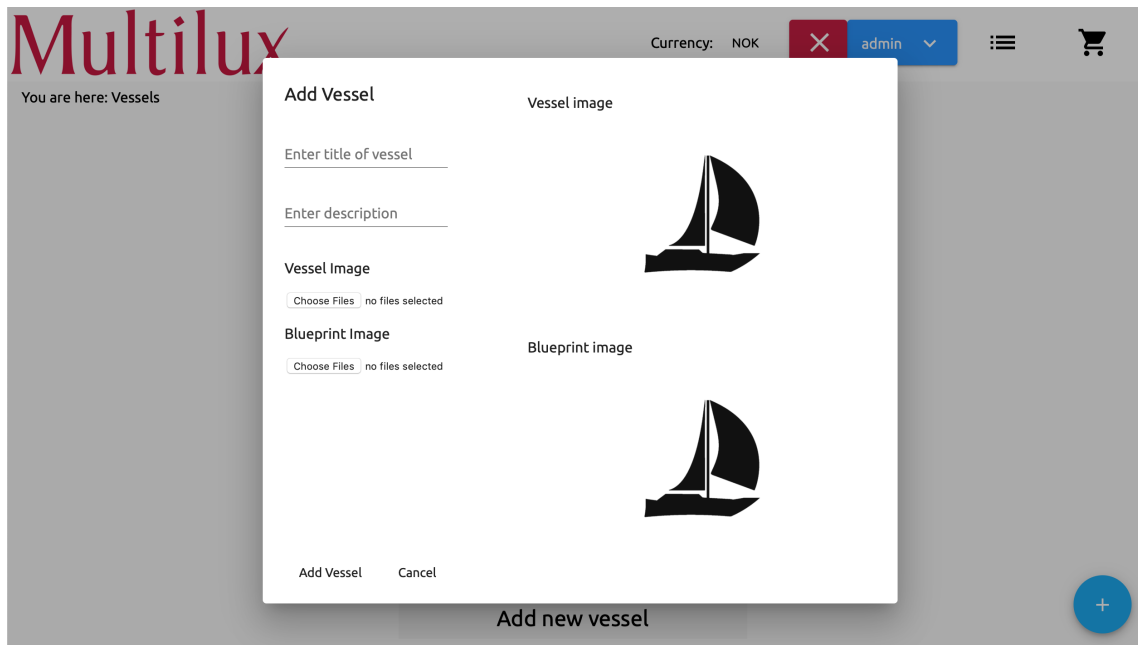 Multilux
Currency: NOK
admin
You are here: Vessels
Add Vessel
Enter title of vessel
Enter description
Vessel Image
Choose Files no files selected
Blueprint Image
Choose Files no files selected
Add Vessel Cancel
Vessel image
Blueprint image
Add new vessel